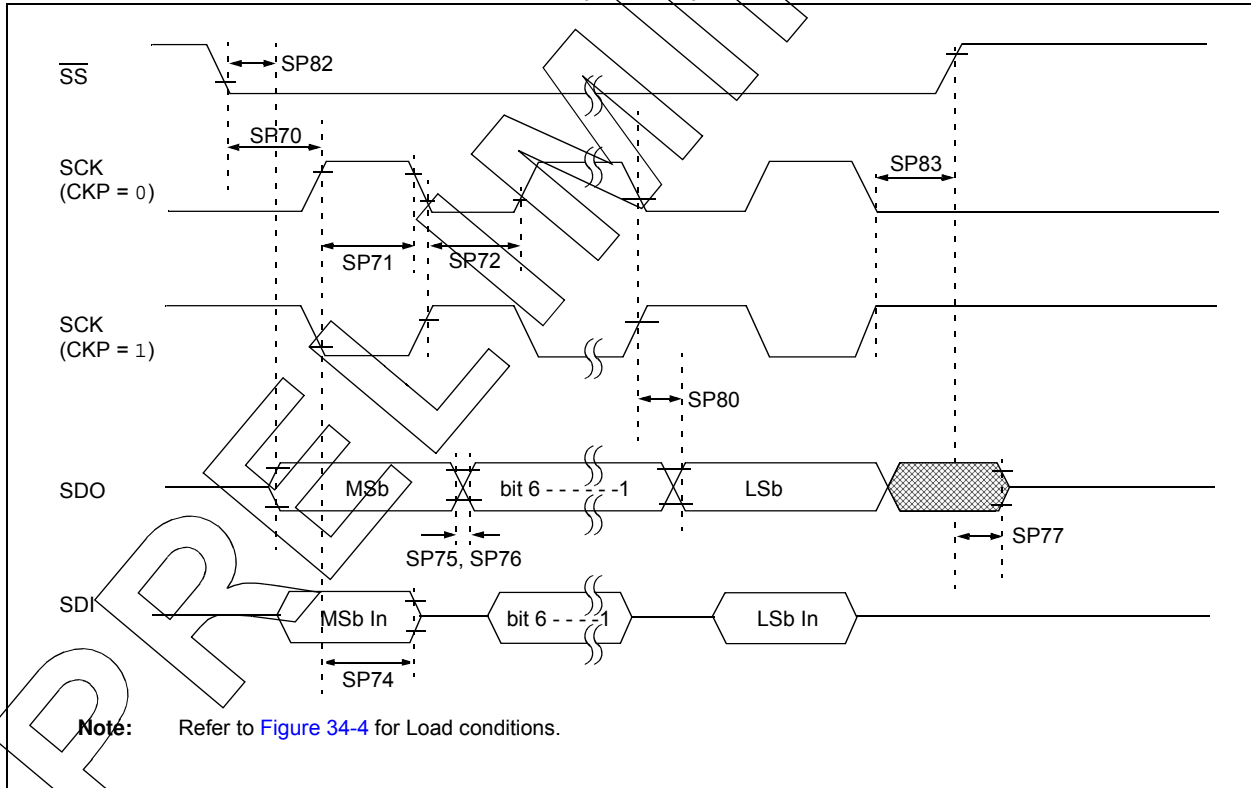 SS
SP82
SP70
SCK
(CKP = 0)
SP83
SP71
SP72
SCK
(CKP = 1)
SP80
SDO
MSb
bit 6 - - - - - -1
LSb
SP75, SP76
SP77
SDI
MSb In
bit 6 - - - -1
LSb In
SP74
Note: Refer to Figure 34-4 for Load conditions.